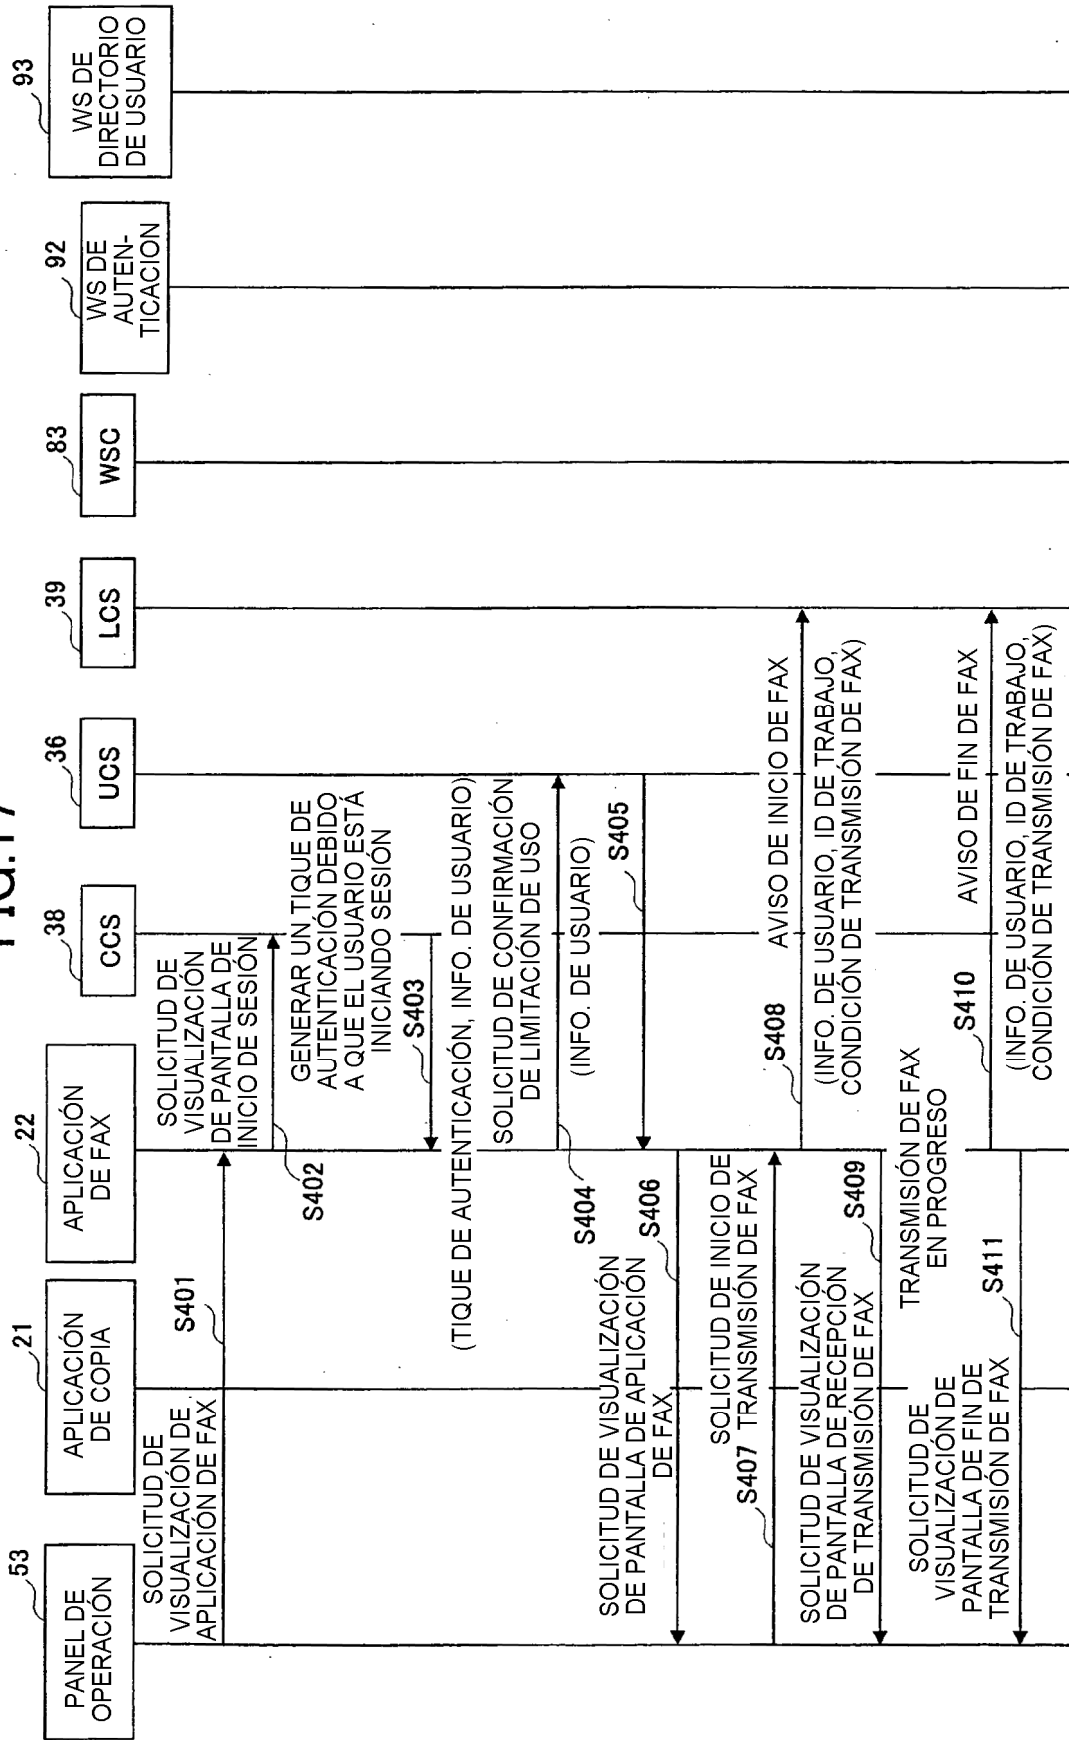 FIG.17
53
PANEL DE
OPERACIÓN
21
APLICACIÓN
DE COPIA
22
APLICACIÓN
DE FAX
38
CCS
36
UCS
39
LCS
83
WSC
92
WS DE
AUTEN-
TICACION
93
WS DE
DIRECTORIO
DE USUARIO
SOLICITUD DE
VISUALIZACIÓN DE
APLICACIÓN DE FAX
S401
SOLICITUD DE
VISUALIZACIÓN
DE PANTALLA DE
INICIO DE SESIÓN
S402
GENERAR UN TIQUE DE
AUTENTICACIÓN DEBIDO
A QUE EL USUARIO ESTÁ
INICIANDO SESIÓN
S403
(TIQUE DE AUTENTICACIÓN, INFO. DE USUARIO)
SOLICITUD DE CONFIRMACIÓN
DE LIMITACIÓN DE USO
S404
(INFO. DE USUARIO)
S405
SOLICITUD DE VISUALIZACIÓN
DE PANTALLA DE APLICACIÓN
DE FAX
S406
SOLICITUD DE INICIO DE
TRANSMISIÓN DE FAX
S407
AVISO DE INICIO DE FAX
S408
(INFO. DE USUARIO, ID DE TRABAJO,
CONDICIÓN DE TRANSMISIÓN DE FAX)
SOLICITUD DE VISUALIZACIÓN
DE PANTALLA DE RECEPCIÓN
DE TRANSMISIÓN DE FAX
S409
TRANSMISIÓN DE FAX
EN PROGRESO
AVISO DE FIN DE FAX
S410
(INFO. DE USUARIO, ID DE TRABAJO,
CONDICIÓN DE TRANSMISIÓN DE FAX)
SOLICITUD DE
VISUALIZACIÓN DE
PANTALLA DE FIN DE
TRANSMISIÓN DE FAX
S411